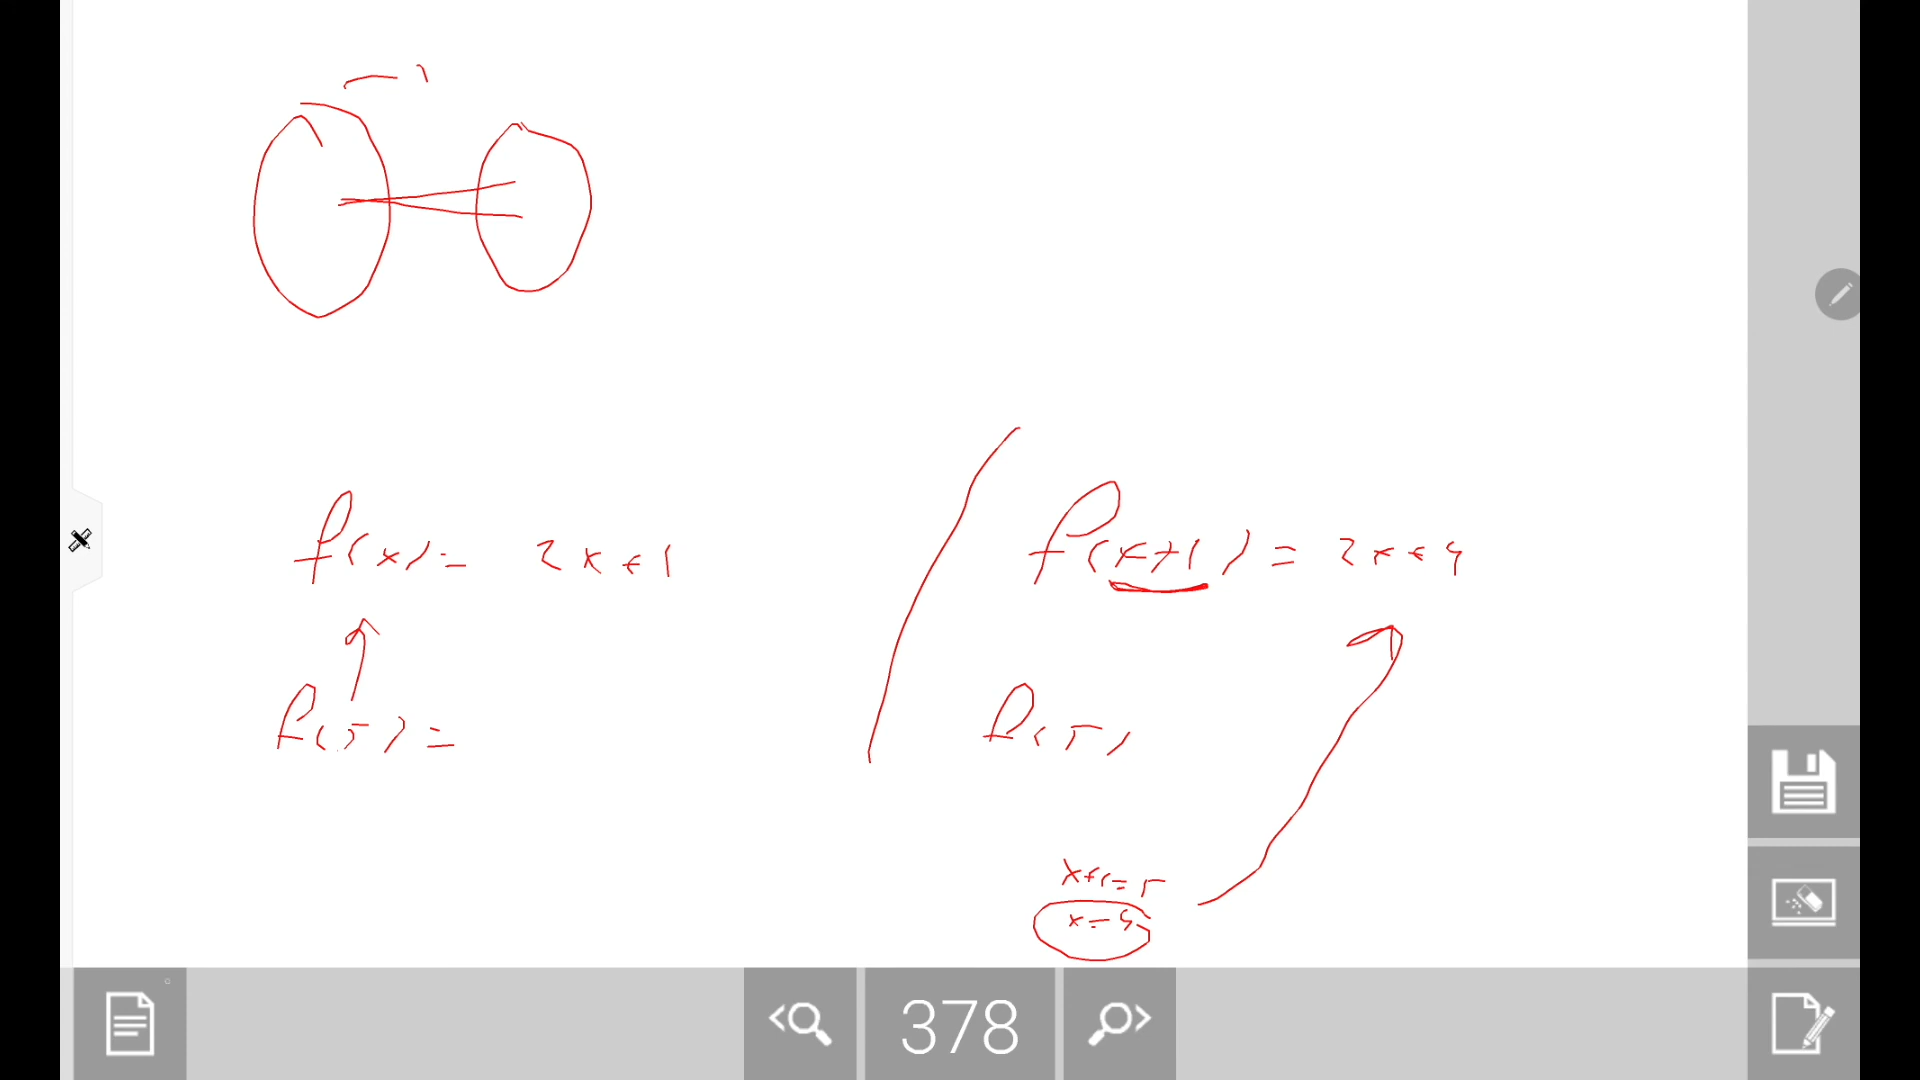 f(x) = 2x+1
f(x+1) = 2x+4
f(5) =
f(5)
x+1=5
x=4
378